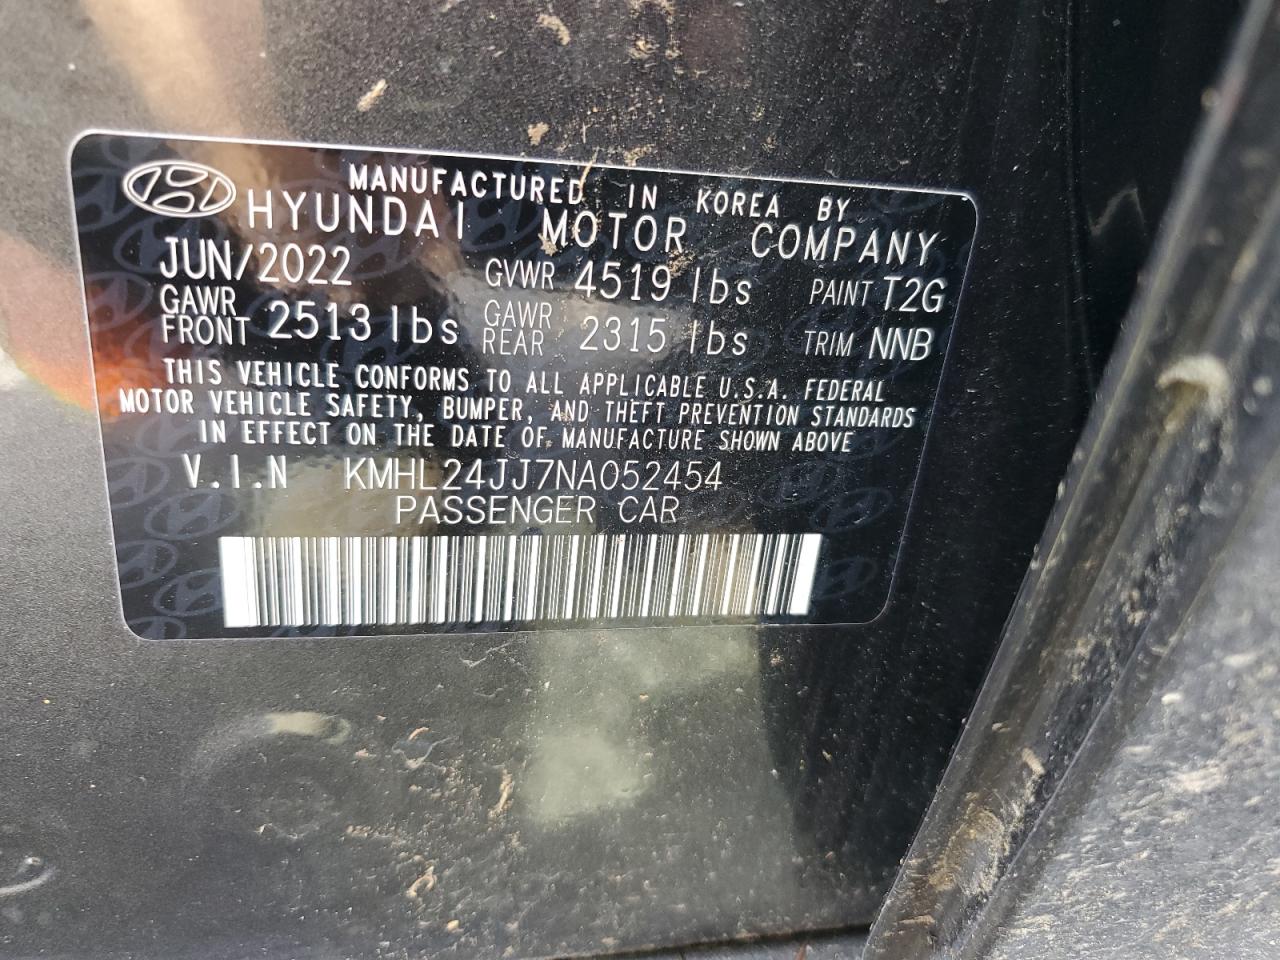 MANUFACTURED IN KOREA BY
HYUNDAI MOTOR COMPANY
JUN/2022 GVWR 4519 lbs PAINT T2G
GAWR FRONT 2513 lbs GAWR REAR 2315 lbs TRIM NNB
THIS VEHICLE CONFORMS TO ALL APPLICABLE U.S.A. FEDERAL
MOTOR VEHICLE SAFETY, BUMPER, AND THEFT PREVENTION STANDARDS
IN EFFECT ON THE DATE OF MANUFACTURE SHOWN ABOVE
V.I.N KMHL24JJ7NA052454
PASSENGER CAR